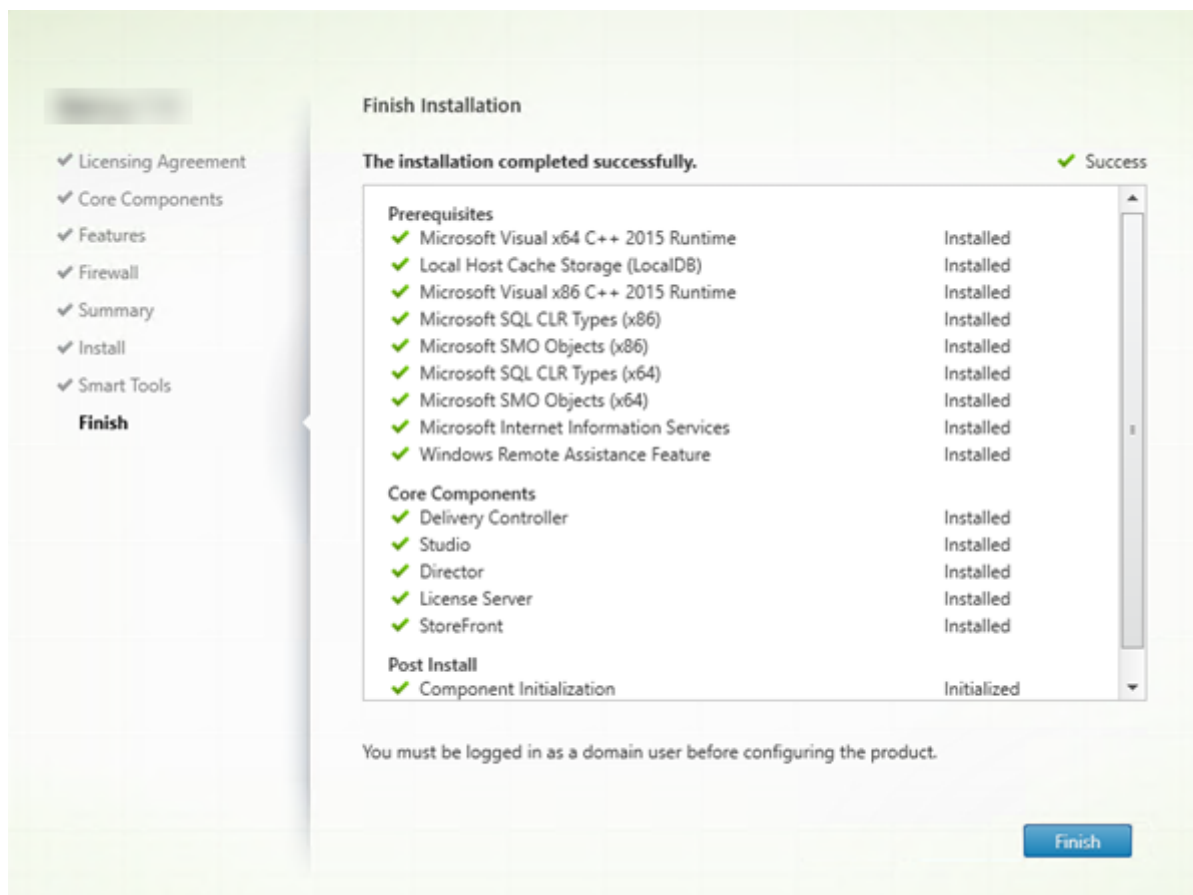 Finish Installation
Licensing Agreement
Core Components
Features
Firewall
Summary
Install
Smart Tools
Finish
The installation completed successfully. Success
Prerequisites
Microsoft Visual x64 C++ 2015 Runtime Installed
Local Host Cache Storage (LocalDB) Installed
Microsoft Visual x86 C++ 2015 Runtime Installed
Microsoft SQL CLR Types (x86) Installed
Microsoft SMO Objects (x86) Installed
Microsoft SQL CLR Types (x64) Installed
Microsoft SMO Objects (x64) Installed
Microsoft Internet Information Services Installed
Windows Remote Assistance Feature Installed
Core Components
Delivery Controller Installed
Studio Installed
Director Installed
License Server Installed
StoreFront Installed
Post Install
Component Initialization Initialized
You must be logged in as a domain user before configuring the product.
Finish